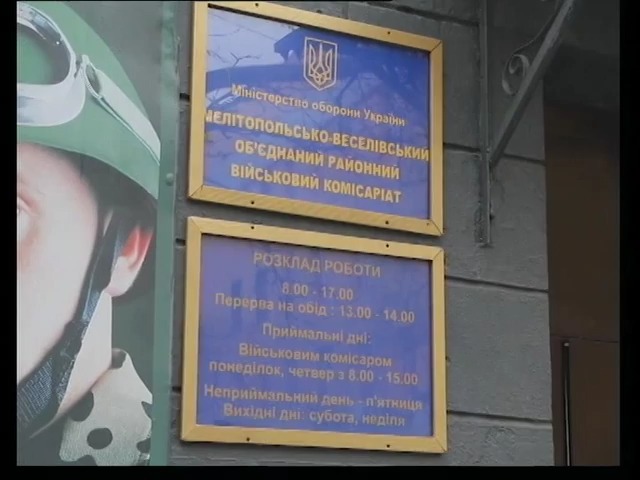 Міністерство оборони України
МЕЛІТОПОЛЬСЬКО-ВЕСЕЛІВСЬКИЙ
ОБ'ЄДНАНИЙ РАЙОННИЙ
ВІЙСЬКОВИЙ КОМІСАРІАТ
РОЗКЛАД РОБОТИ
8.00 - 17.00
Перерва на обід : 13.00 - 14.00
Приймальні дні:
Військовим комісаром
понеділок, четвер з 8.00 - 15.00
Неприймальний день - п'ятниця
Вихідні дні: субота, неділя